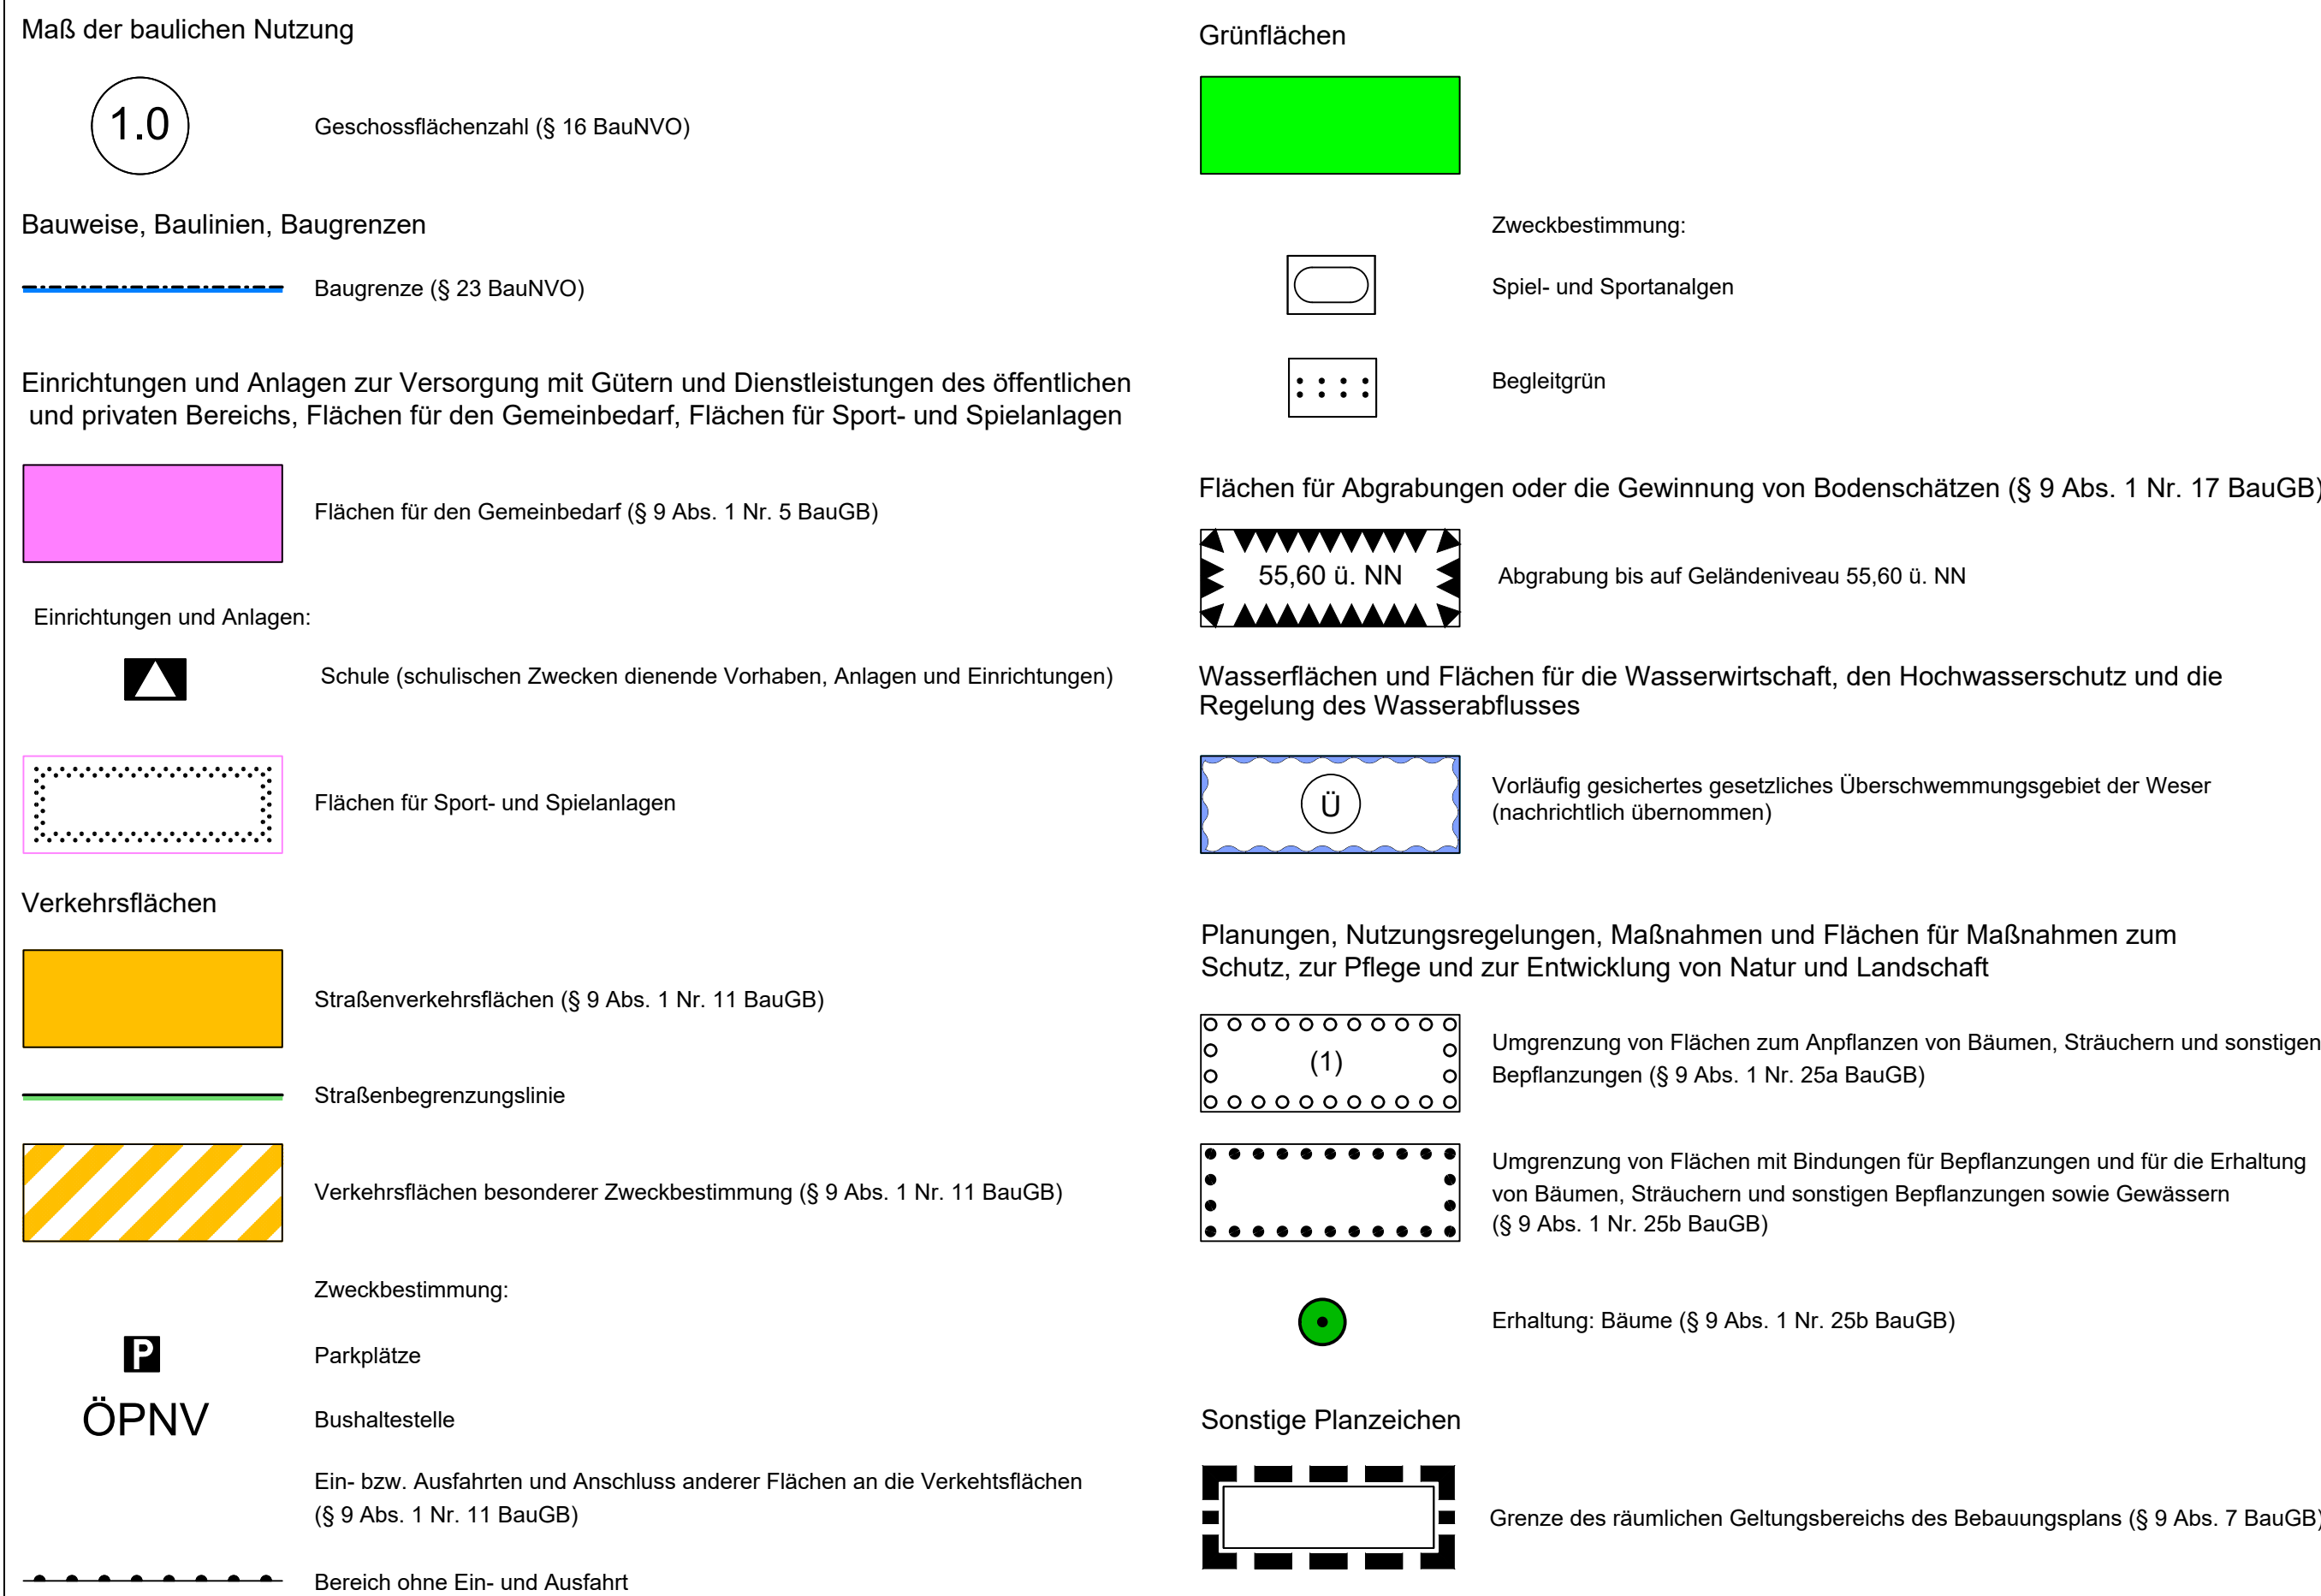 Maß der baulichen Nutzung
1.0
Geschossflächenzahl (§ 16 BauNVO)
Bauweise, Baulinien, Baugrenzen
Baugrenze (§ 23 BauNVO)
Einrichtungen und Anlagen zur Versorgung mit Gütern und Dienstleistungen des öffentlichen
und privaten Bereichs, Flächen für den Gemeinbedarf, Flächen für Sport- und Spielanlagen
Flächen für den Gemeinbedarf (§ 9 Abs. 1 Nr. 5 BauGB)
Einrichtungen und Anlagen:
Schule (schulischen Zwecken dienende Vorhaben, Anlagen und Einrichtungen)
Flächen für Sport- und Spielanlagen
Verkehrsflächen
Straßenverkehrsflächen (§ 9 Abs. 1 Nr. 11 BauGB)
Straßenbegrenzungslinie
Verkehrsflächen besonderer Zweckbestimmung (§ 9 Abs. 1 Nr. 11 BauGB)
Zweckbestimmung:
P
Parkplätze
ÖPNV
Bushaltestelle
Ein- bzw. Ausfahrten und Anschluss anderer Flächen an die Verkehtsflächen
(§ 9 Abs. 1 Nr. 11 BauGB)
Bereich ohne Ein- und Ausfahrt
Grünflächen
Zweckbestimmung:
Spiel- und Sportanalgen
Begleitgrün
Flächen für Abgrabungen oder die Gewinnung von Bodenschätzen (§ 9 Abs. 1 Nr. 17 BauGB)
55,60 ü. NN
Abgrabung bis auf Geländeniveau 55,60 ü. NN
Wasserflächen und Flächen für die Wasserwirtschaft, den Hochwasserschutz und die
Regelung des Wasserabflusses
Ü
Vorläufig gesichertes gesetzliches Überschwemmungsgebiet der Weser
(nachrichtlich übernommen)
Planungen, Nutzungsregelungen, Maßnahmen und Flächen für Maßnahmen zum
Schutz, zur Pflege und zur Entwicklung von Natur und Landschaft
(1)
Umgrenzung von Flächen zum Anpflanzen von Bäumen, Sträuchern und sonstigen
Bepflanzungen (§ 9 Abs. 1 Nr. 25a BauGB)
Umgrenzung von Flächen mit Bindungen für Bepflanzungen und für die Erhaltung
von Bäumen, Sträuchern und sonstigen Bepflanzungen sowie Gewässern
(§ 9 Abs. 1 Nr. 25b BauGB)
Erhaltung: Bäume (§ 9 Abs. 1 Nr. 25b BauGB)
Sonstige Planzeichen
Grenze des räumlichen Geltungsbereichs des Bebauungsplans (§ 9 Abs. 7 BauGB)